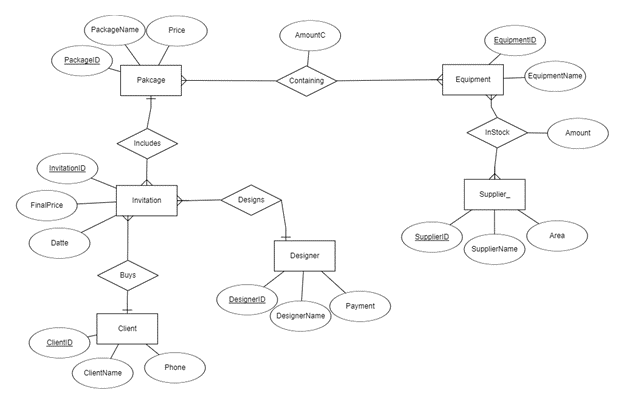 AmountC
PackageName
Price
EquipmentID
PackageID
Pakcage
Containing
Equipment
EquipmentName
Includes
InStock
Amount
InvitationID
FinalPrice
Invitation
Designs
Supplier_
Datte
SupplierID
SupplierName
Area
Designer
Buys
DesignerID
DesignerName
Payment
Client
ClientID
ClientName
Phone